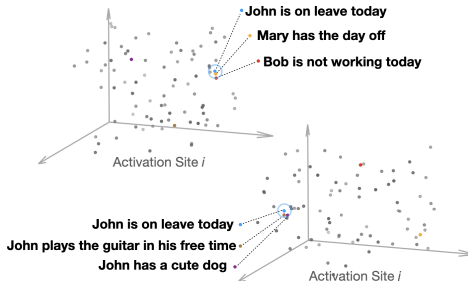 John is on leave today
Mary has the day off
Bob is not working today
Activation Site i
John is on leave today
John plays the guitar in his free time
John has a cute dog
Activation Site i